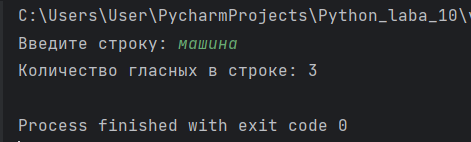 C:\Users\User\PycharmProjects\Python_laba_10\
Введите строку: машина
Количество гласных в строке: 3
Process finished with exit code 0